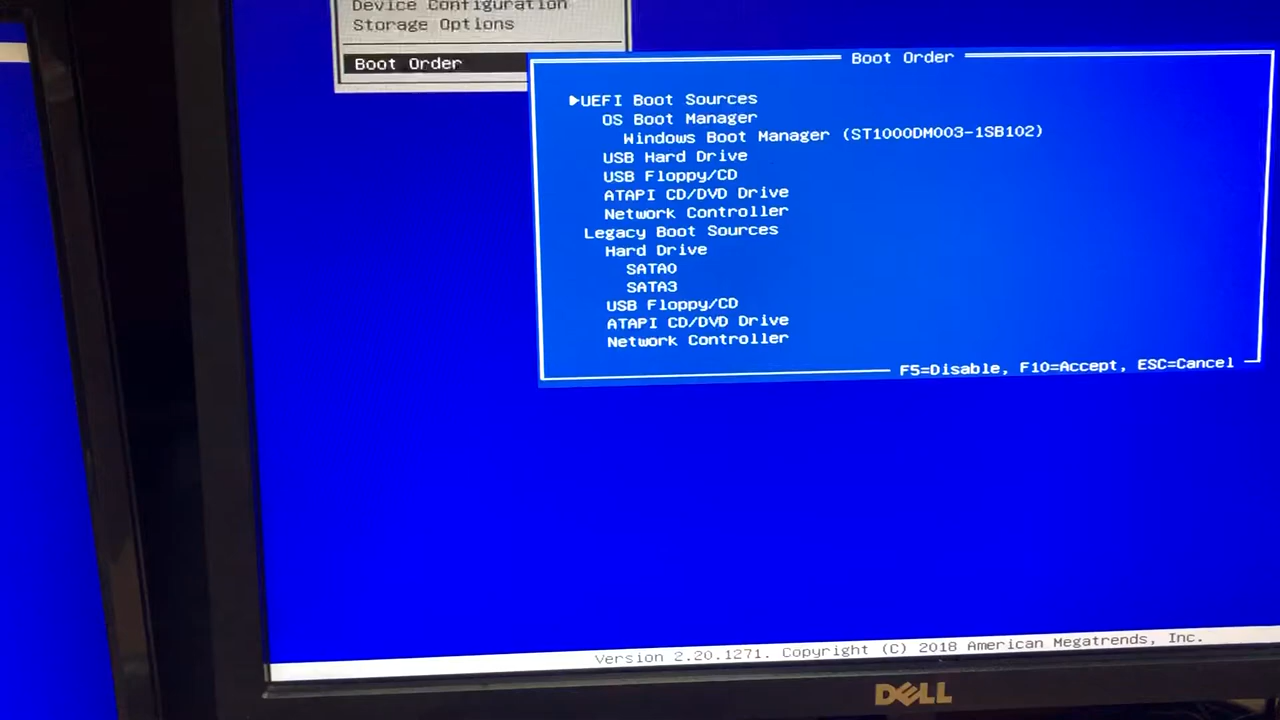 Device Configuration
Storage Options
Boot Order
Boot Order
UEFI Boot Sources
OS Boot Manager
Windows Boot Manager (ST1000DM003-1SB102)
USB Hard Drive
USB Floppy/CD
ATAPI CD/DVD Drive
Network Controller
Legacy Boot Sources
Hard Drive
SATA0
SATA3
USB Floppy/CD
ATAPI CD/DVD Drive
Network Controller
F5=Disable, F10=Accept, ESC=Cancel
Version 2.20.1271. Copyright (C) 2018 American Megatrends, Inc.
DELL